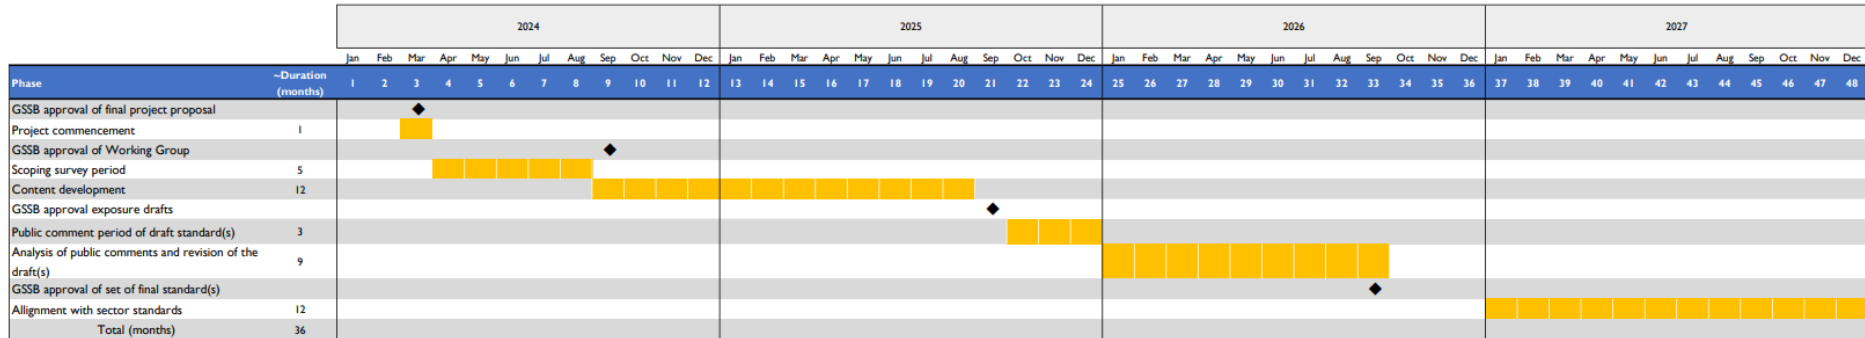 2024 2025 2026 2027
Jan Feb Mar Apr May Jun Jul Aug Sep Oct Nov Dec Jan Feb Mar Apr May Jun Jul Aug Sep Oct Nov Dec Jan Feb Mar Apr May Jun Jul Aug Sep Oct Nov Dec Jan Feb Mar Apr May Jun Jul Aug Sep Oct Nov Dec
Phase ~Duration (months) 1 2 3 4 5 6 7 8 9 10 11 12 13 14 15 16 17 18 19 20 21 22 23 24 25 26 27 28 29 30 31 32 33 34 35 36 37 38 39 40 41 42 43 44 45 46 47 48
GSSB approval of final project proposal
Project commencement 1
GSSB approval of Working Group
Scoping survey period 5
Content development 12
GSSB approval exposure drafts
Public comment period of draft standard(s) 3
Analysis of public comments and revision of the
draft(s) 9
GSSB approval of set of final standard(s)
Allignment with sector standards 12
Total (months) 36